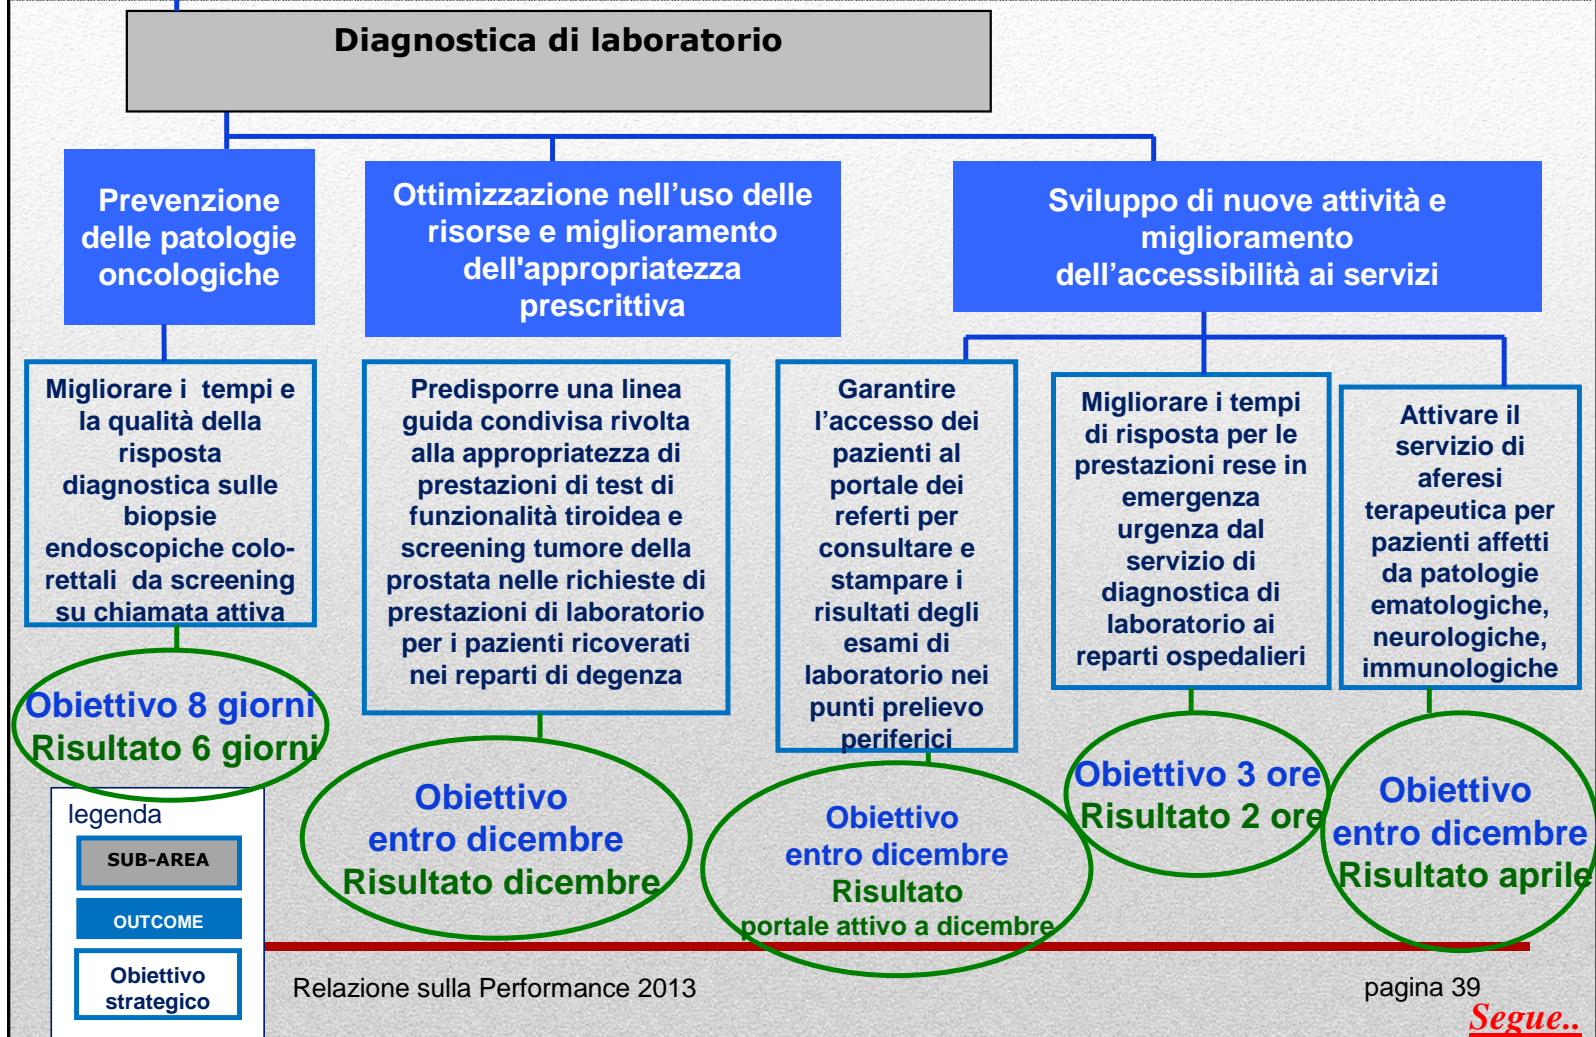 Diagnostica di laboratorio
Prevenzione
delle patologie
oncologiche
Ottimizzazione nell’uso delle
risorse e miglioramento
dell'appropriatezza
prescrittiva
Sviluppo di nuove attività e
miglioramento
dell’accessibilità ai servizi
Migliorare i tempi e
la qualità della
risposta
diagnostica sulle
biopsie
endoscopiche colo-
rettali da screening
su chiamata attiva
Predisporre una linea
guida condivisa rivolta
alla appropriatezza di
prestazioni di test di
funzionalità tiroidea e
screening tumore della
prostata nelle richieste di
prestazioni di laboratorio
per i pazienti ricoverati
nei reparti di degenza
Garantire
l’accesso dei
pazienti al
portale dei
referti per
consultare e
stampare i
risultati degli
esami di
laboratorio nei
punti prelievo
periferici
Migliorare i tempi
di risposta per le
prestazioni rese in
emergenza
urgenza dal
servizio di
diagnostica di
laboratorio ai
reparti ospedalieri
Attivare il
servizio di
aferesi
terapeutica per
pazienti affetti
da patologie
ematologiche,
neurologiche,
immunologiche
Obiettivo 8 giorni
Risultato 6 giorni
Obiettivo
entro dicembre
Risultato dicembre
Obiettivo
entro dicembre
Risultato
portale attivo a dicembre
Obiettivo 3 ore
Risultato 2 ore
Obiettivo
entro dicembre
Risultato aprile
legenda
SUB-AREA
OUTCOME
Obiettivo
strategico
Relazione sulla Performance 2013
pagina 39
Segue..